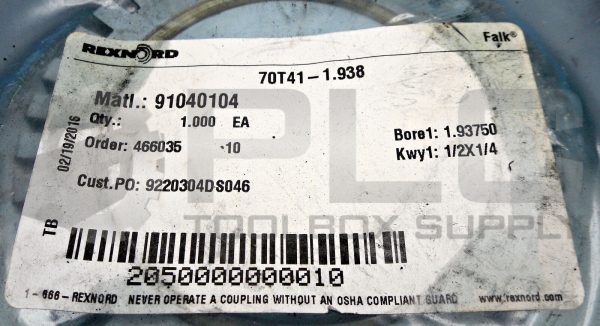 REXNORD
Falk®
70T41-1.938
Matl.: 91040104
Qty.: 1.000 EA
Bore1: 1.93750
Order: 466035 10
Kwy1: 1/2X1/4
Cust.PO: 9220304DS046
02/19/2016
TB
PLC
TOOLBOX SUPPLY
2050000000010
1-866-REXNORD NEVER OPERATE A COUPLING WITHOUT AN OSHA COMPLIANT GUARD www.rexnord.com